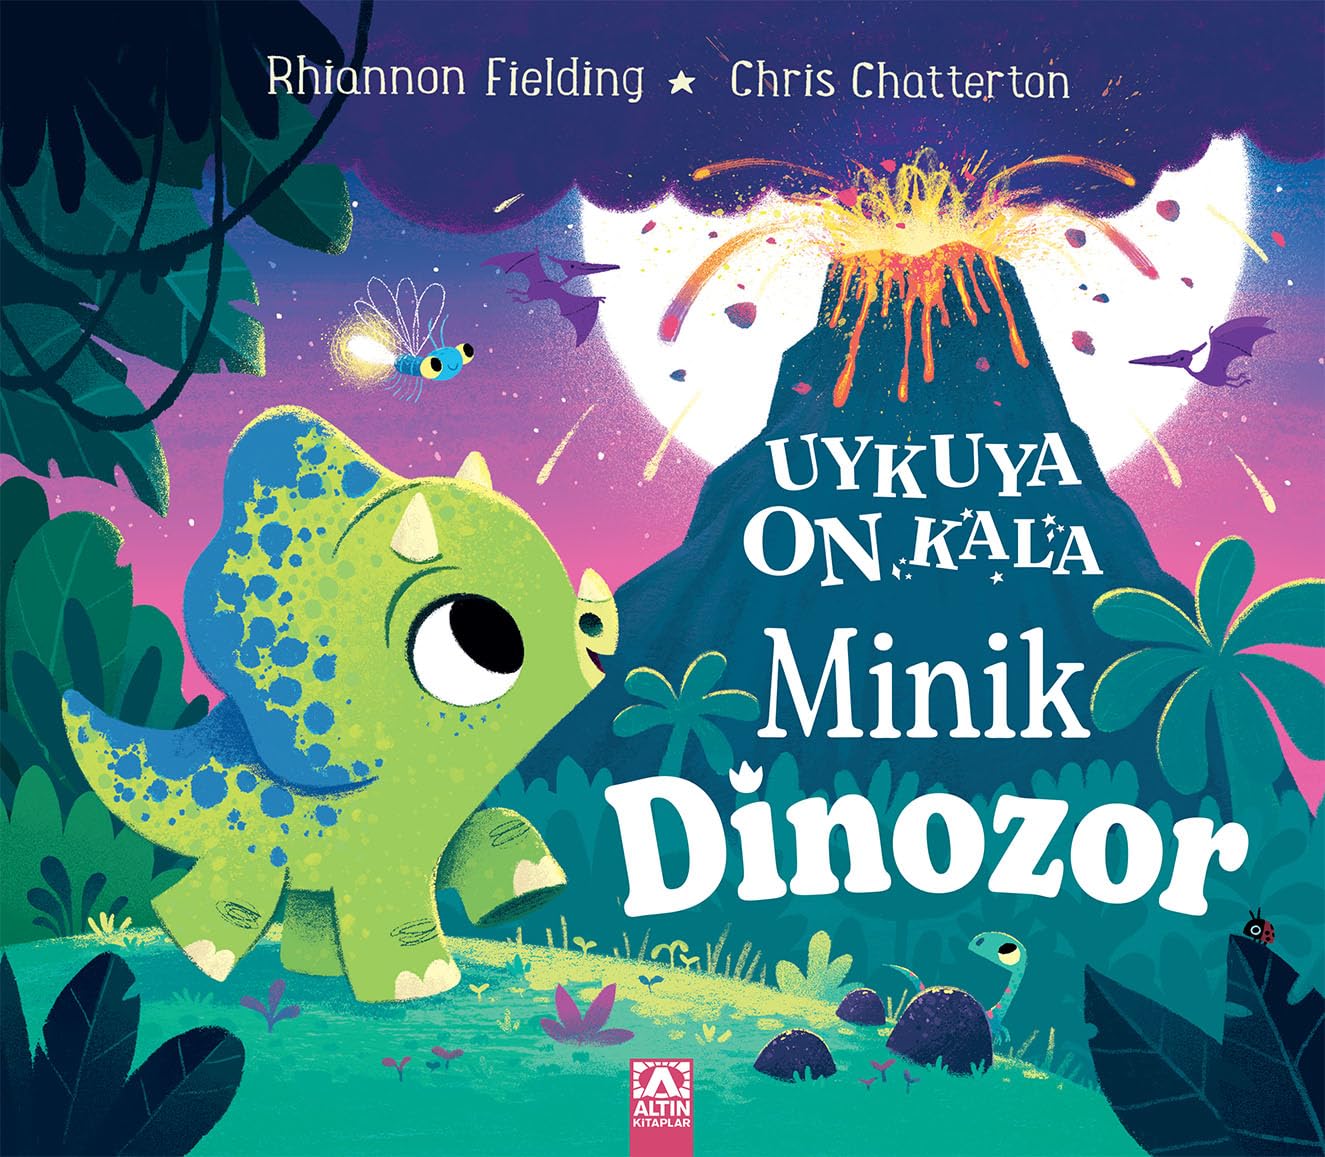 Rhiannon Fielding ★ Chris Chatterton
UYKUYA
ON KALA
Minik
Dinozor
ALTIN
KİTAPLAR